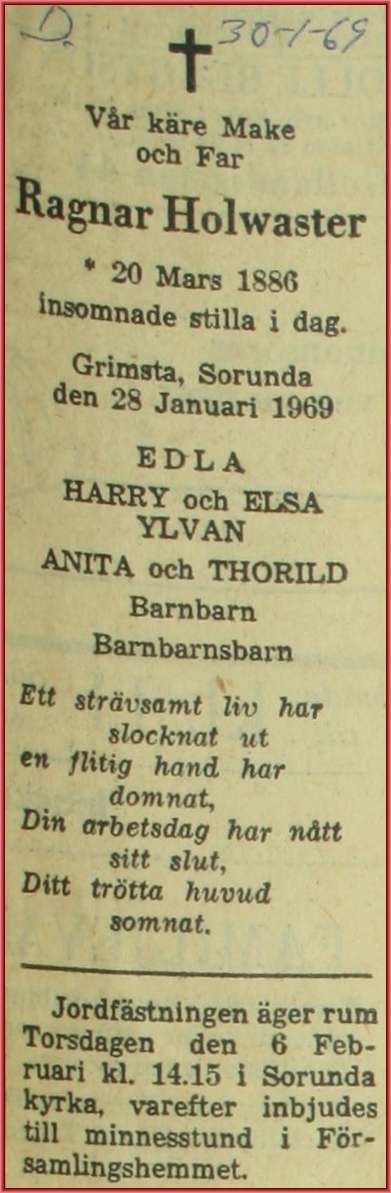 D. 30-1-69
Vår käre Make
och Far
Ragnar Holwaster
* 20 Mars 1886
insomnade stilla i dag.
Grimsta, Sorunda
den 28 Januari 1969
EDLA
HARRY och ELSA
YLVAN
ANITA och THORILD
Barnbarn
Barnbarnsbarn
Ett strävsamt liv har
slocknat ut
en flitig hand har
domnat,
Din arbetsdag har nått
sitt slut,
Ditt trötta huvud
somnat.
Jordfästningen äger rum
Torsdagen den 6 Feb-
ruari kl. 14.15 i Sorunda
kyrka, varefter inbjudes
till minnesstund i För-
samlingshemmet.